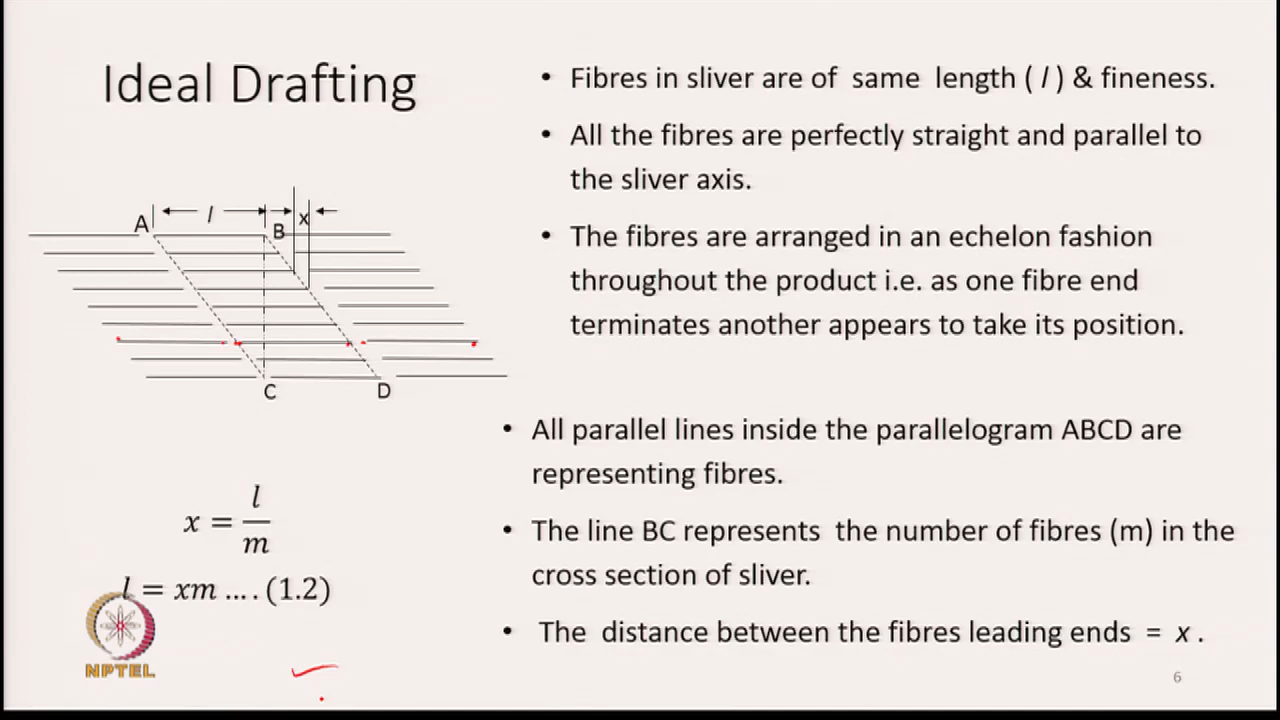 Ideal Drafting
• Fibres in sliver are of same length ( l ) & fineness.
• All the fibres are perfectly straight and parallel to
the sliver axis.
• The fibres are arranged in an echelon fashion
throughout the product i.e. as one fibre end
terminates another appears to take its position.
A l B x
C D
• All parallel lines inside the parallelogram ABCD are
representing fibres.
• The line BC represents the number of fibres (m) in the
cross section of sliver.
• The distance between the fibres leading ends = x .
x = l/m
l = xm .... (1.2)
NPTEL
6